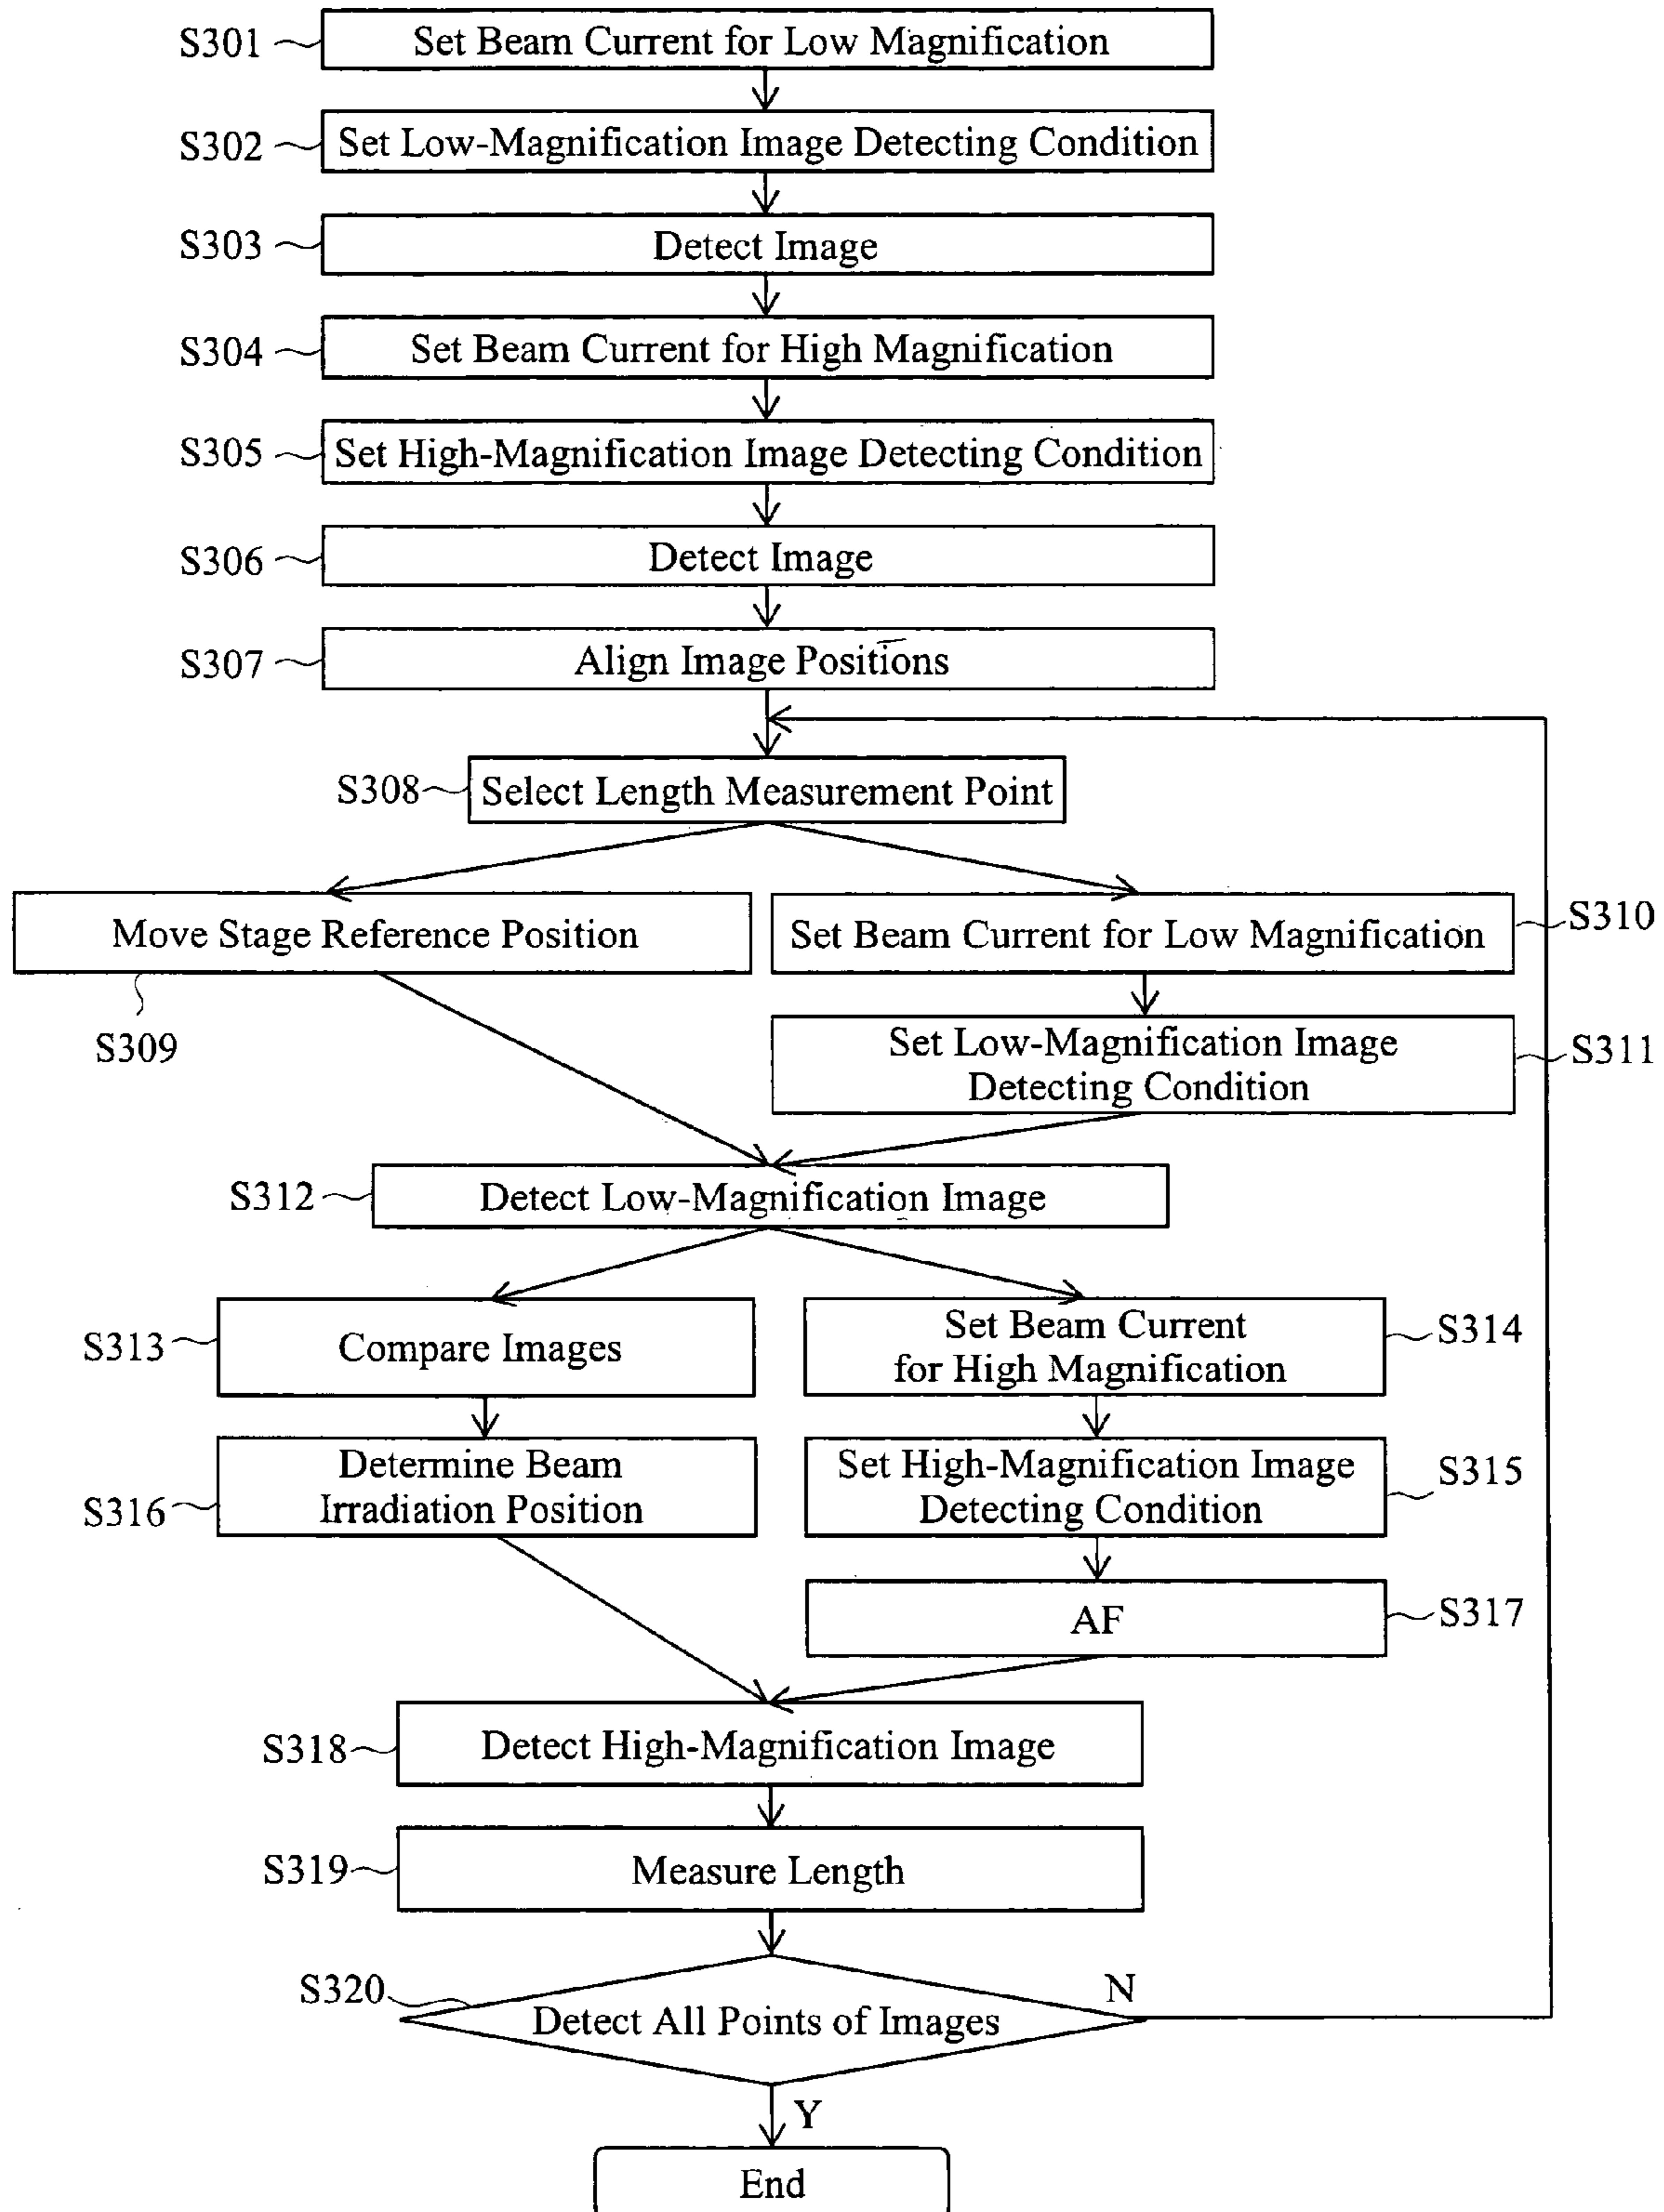 S301 Set Beam Current for Low Magnification
S302 Set Low-Magnification Image Detecting Condition
S303 Detect Image
S304 Set Beam Current for High Magnification
S305 Set High-Magnification Image Detecting Condition
S306 Detect Image
S307 Align Image Positions
S308 Select Length Measurement Point
Move Stage Reference Position
S309
Set Beam Current for Low Magnification S310
Set Low-Magnification Image
Detecting Condition
S311
S312 Detect Low-Magnification Image
S313 Compare Images
Set Beam Current
for High Magnification
S314
Determine Beam
Irradiation Position
S316
Set High-Magnification Image
Detecting Condition
S315
AF S317
S318 Detect High-Magnification Image
S319 Measure Length
S320 Detect All Points of Images N
Y
End